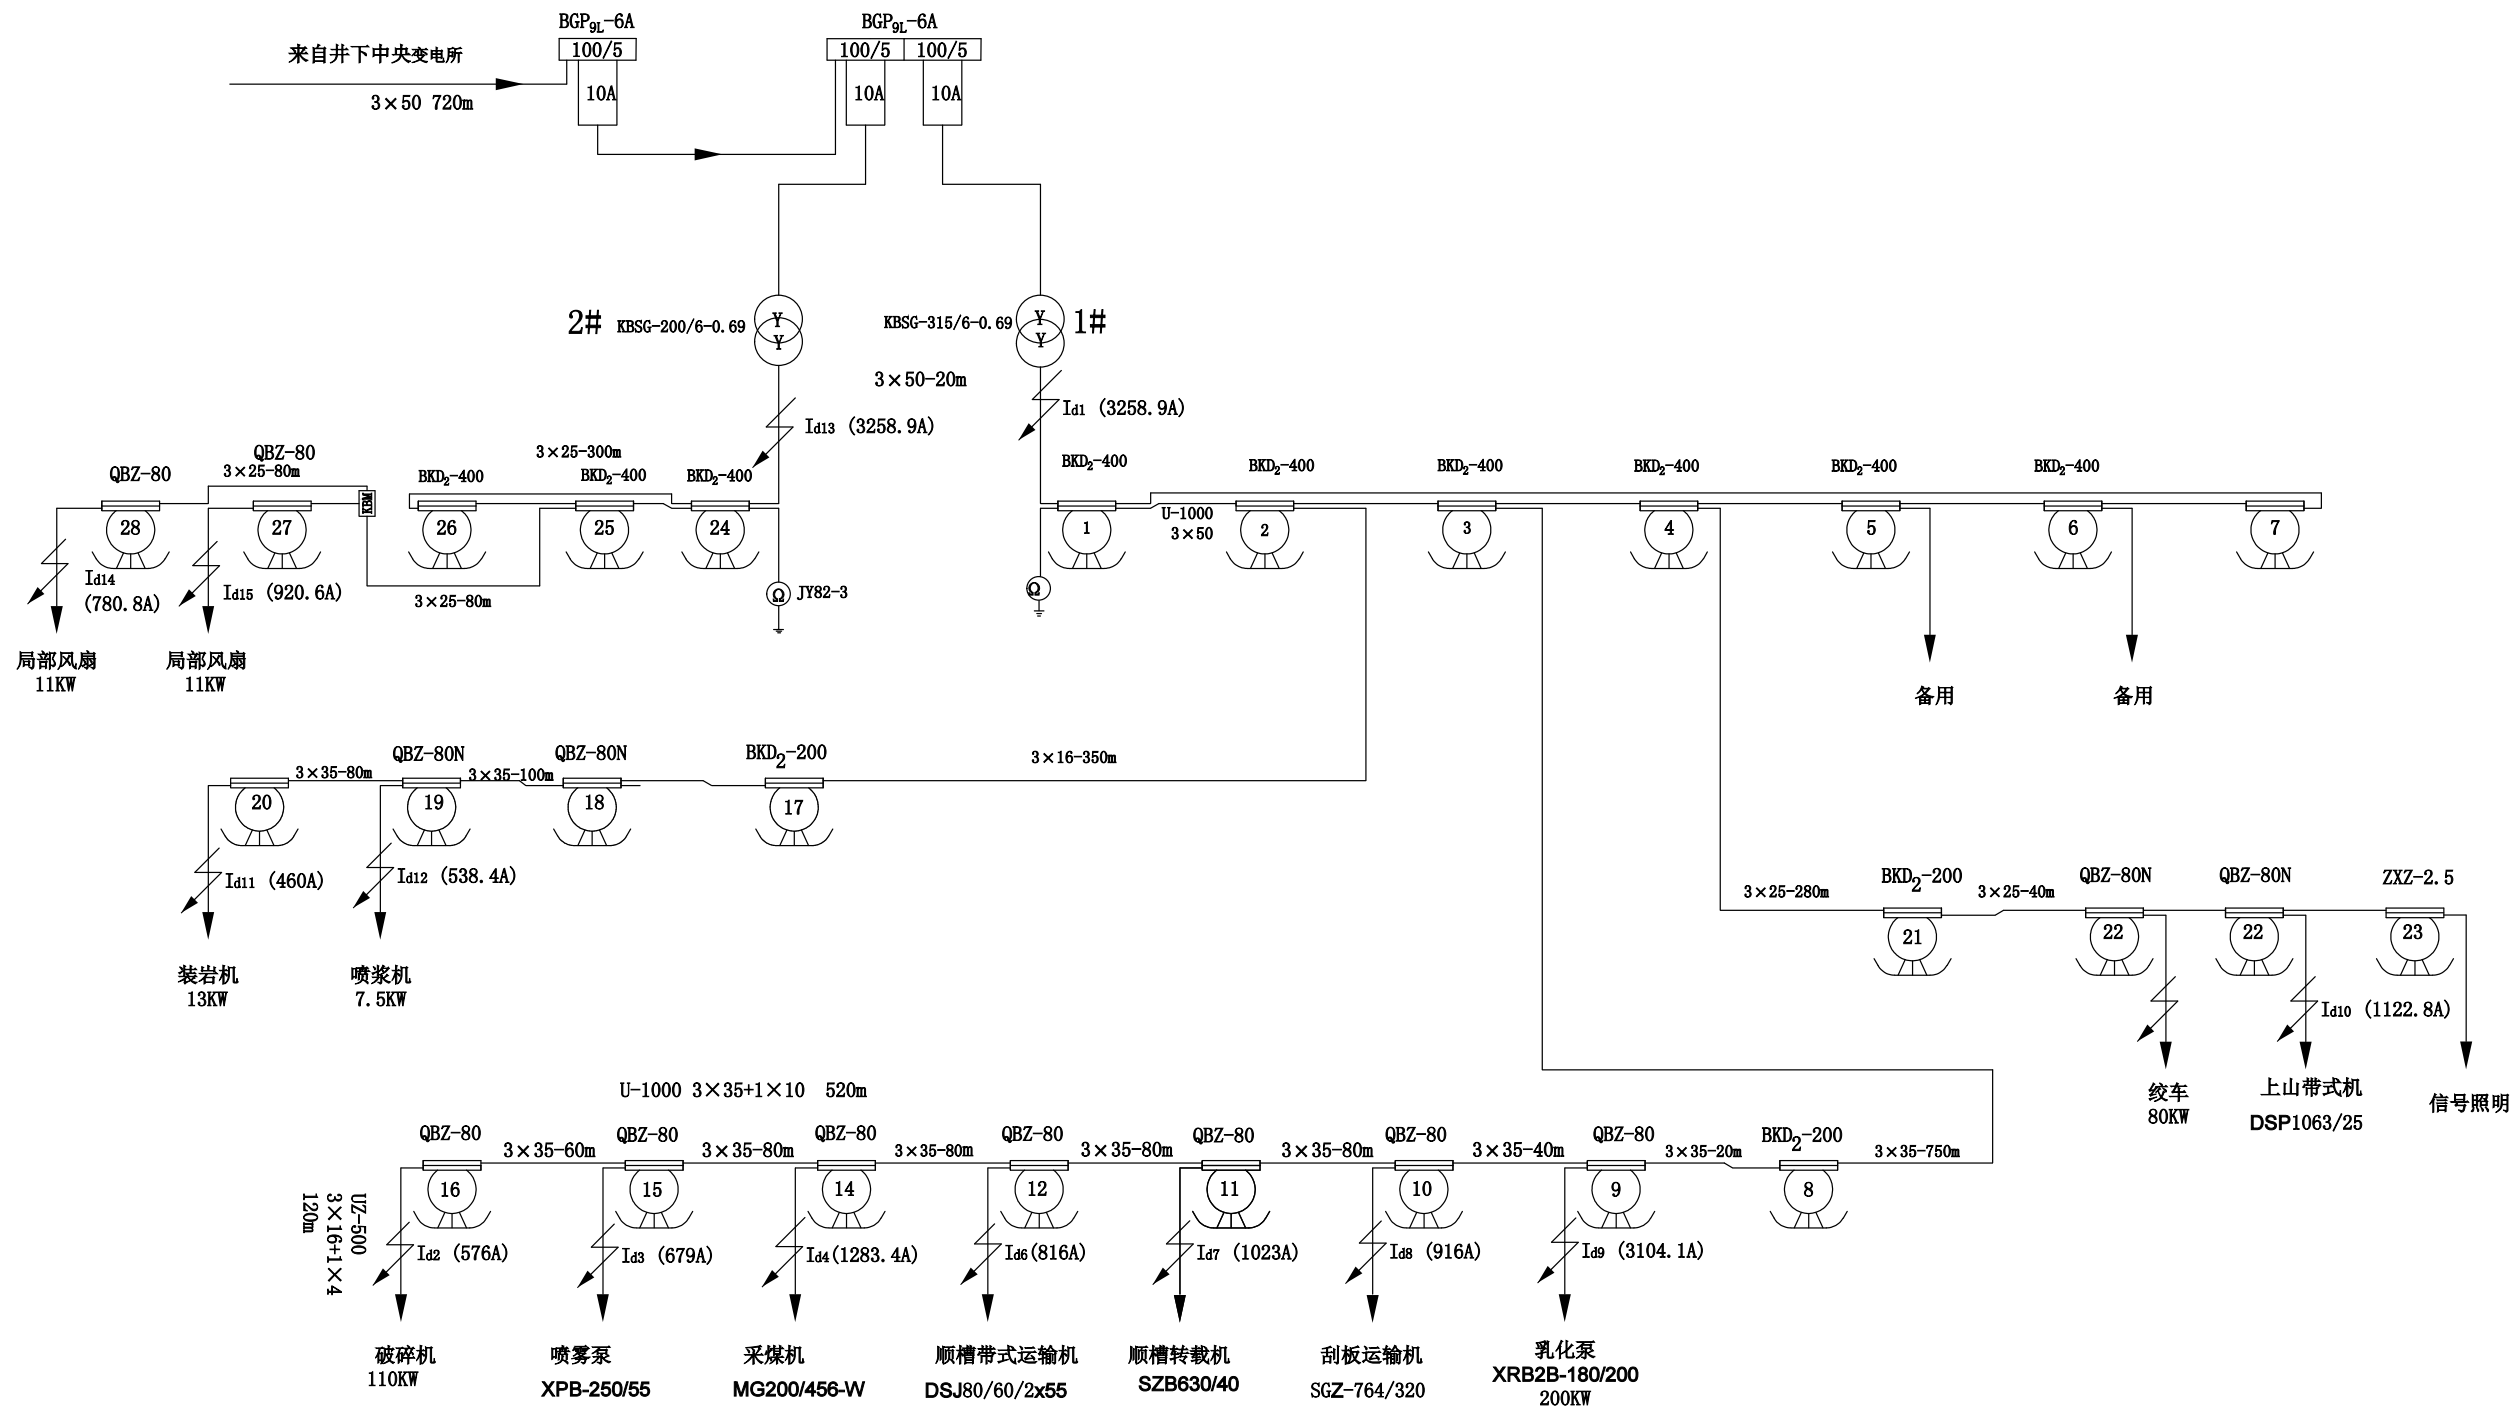 BGP9L-6A
BGP9L-6A
100/5
100/5
100/5
来自井下中央变电所
3×50 720m
10A
10A
10A
2#
KBSG-200/6-0.69
Y
Y
KBSG-315/6-0.69
Y
Y
1#
3×50-20m
Id13 (3258.9A)
Id1 (3258.9A)
QBZ-80
QBZ-80
3×25-80m
KBM
3×25-300m
BKD2-400
BKD2-400
BKD2-400
BKD2-400
BKD2-400
BKD2-400
BKD2-400
BKD2-400
BKD2-400
U-1000
3×50
28
27
26
25
24
1
2
3
4
5
6
7
Id14
(780.8A)
Id15 (920.6A)
3×25-80m
Ω
JY82-3
Ω
局部风扇
11KW
局部风扇
11KW
备用
备用
3×35-80m
QBZ-80N
3×35-100m
QBZ-80N
BKD2-200
3×16-350m
20
19
18
17
Id11 (460A)
Id12 (538.4A)
装岩机
13KW
喷浆机
7.5KW
3×25-280m
BKD2-200
3×25-40m
QBZ-80N
QBZ-80N
ZXZ-2.5
21
22
22
23
Id10 (1122.8A)
绞车
80KW
上山带式机
DSP1063/25
信号照明
U-1000 3×35+1×10 520m
QBZ-80
3×35-60m
QBZ-80
3×35-80m
QBZ-80
3×35-80m
QBZ-80
3×35-80m
QBZ-80
3×35-80m
QBZ-80
3×35-40m
QBZ-80
3×35-20m
BKD2-200
3×35-750m
16
15
14
12
11
10
9
8
UZ-500
3×16+1×4
120m
Id2 (576A)
Id3 (679A)
Id4(1283.4A)
Id6(816A)
Id7 (1023A)
Id8 (916A)
Id9 (3104.1A)
破碎机
110KW
喷雾泵
XPB-250/55
采煤机
MG200/456-W
顺槽带式运输机
DSJ80/60/2x55
顺槽转载机
SZB630/40
刮板运输机
SGZ-764/320
乳化泵
XRB2B-180/200
200KW